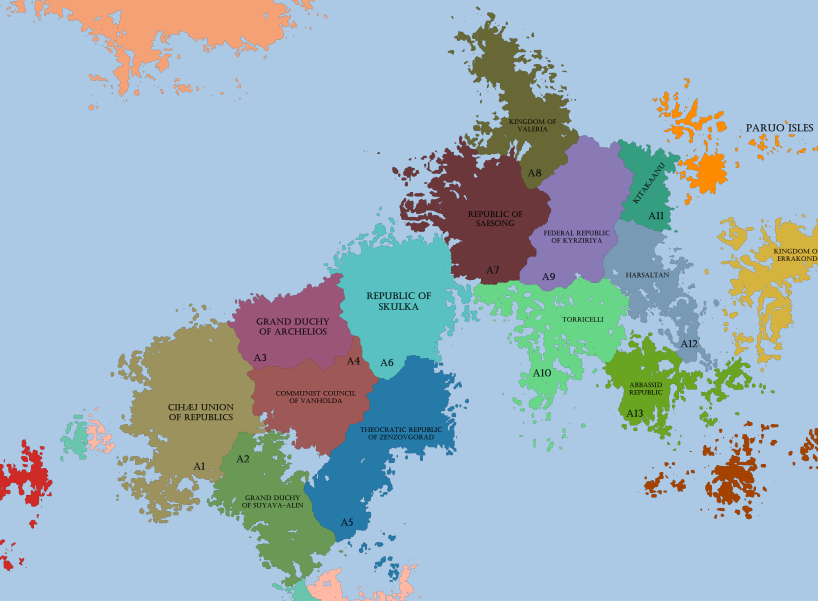 KINGDOM OF
VALERIA
A8
PARUO ISLES
KITAKAANU
A11
REPUBLIC OF
SAESONG
A7
FEDERAL REPUBLIC
OF KYRZIRIYA
A9
KINGDOM O
ERRAKOND
HARSALTAN
A12
REPUBLIC OF
SKULKA
A6
TORRICELLI
A10
GRAND DUCHY
OF ARCHELIOS
A3
A4
ABBASSID
REPUBLIC
A13
COMMUNIST COUNCIL
OF VANHOLDA
CIHÆJ UNION
OF REPUBLICS
A1
THEOCRATIC REPUBLIC
OF ZENZOVGORAD
A5
A2
GRAND DUCHY
OF SUYAVA-ALIN